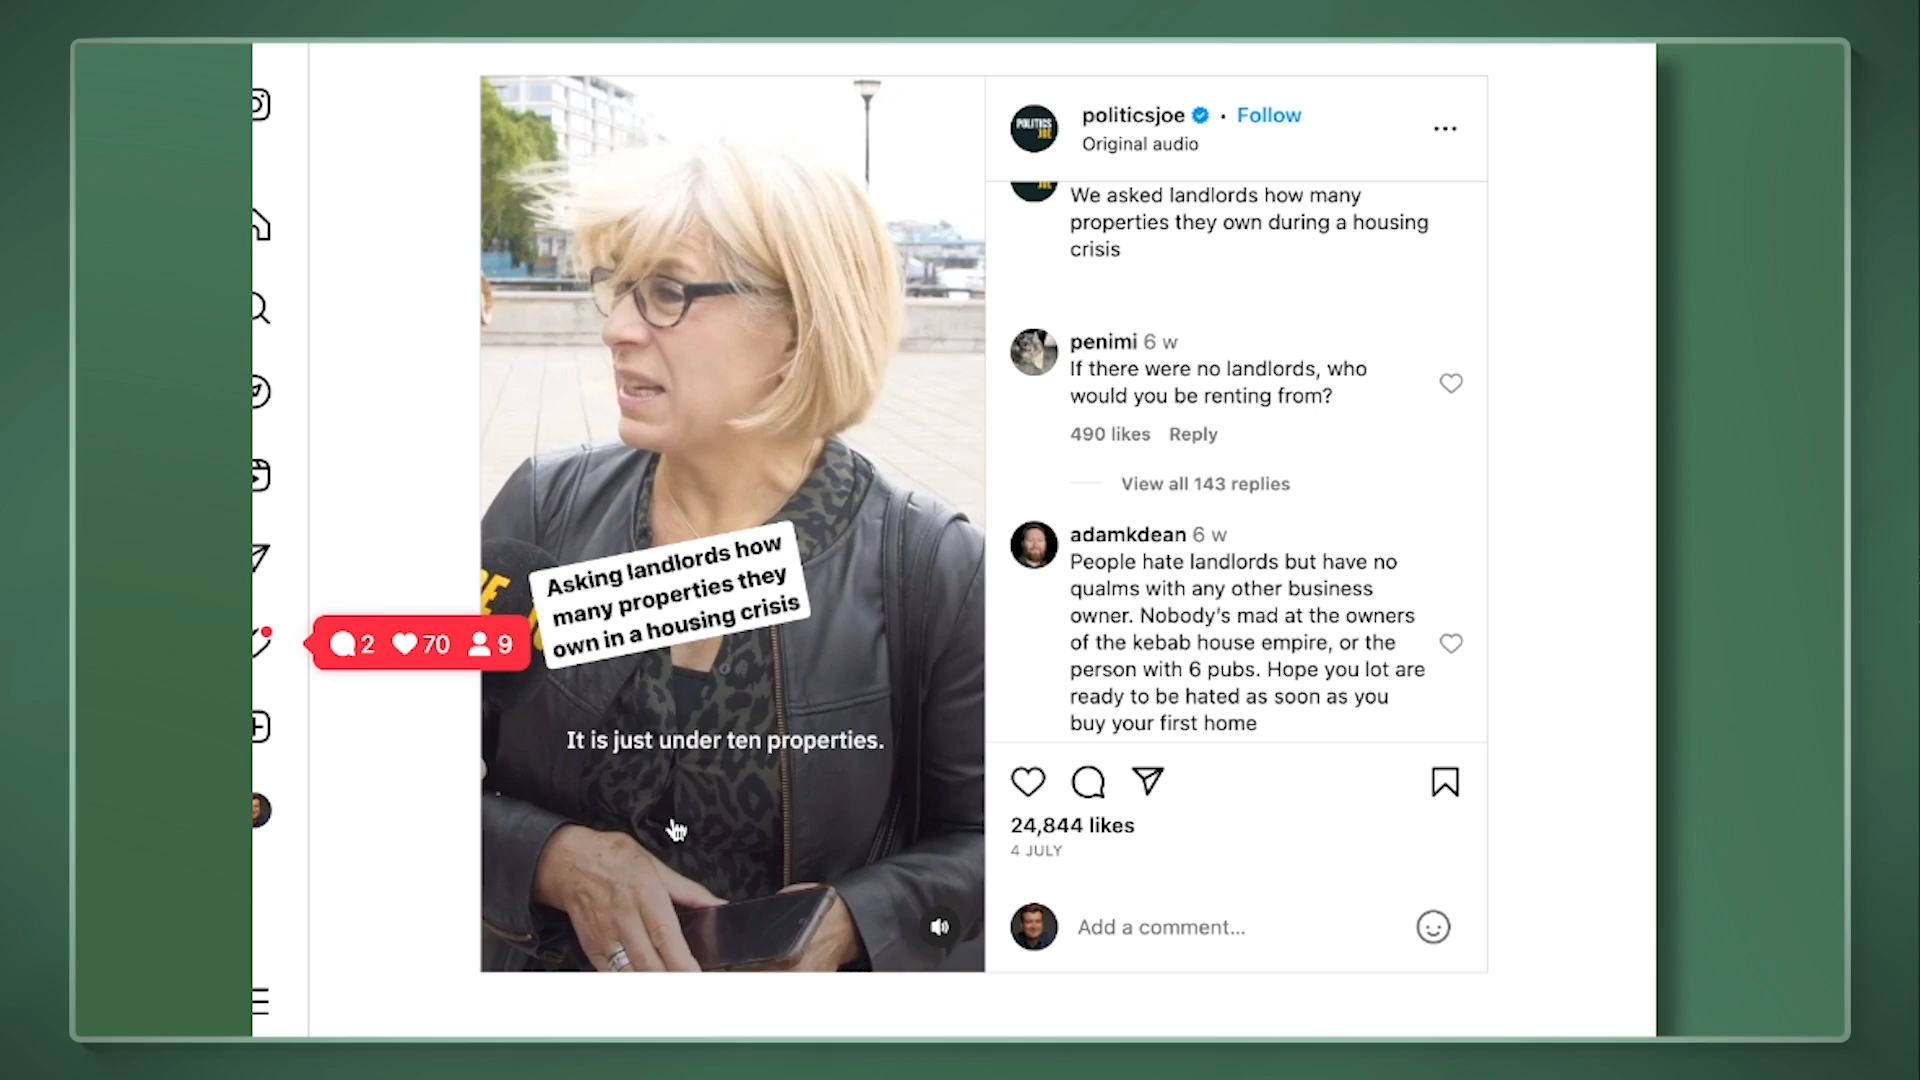 politicsjoe • Follow
Original audio
POLITICS
JOE
We asked landlords how many
properties they own during a housing
crisis
penimi 6 w
If there were no landlords, who
would you be renting from?
490 likes Reply
View all 143 replies
adamkdean 6 w
People hate landlords but have no
qualms with any other business
owner. Nobody's mad at the owners
of the kebab house empire, or the
person with 6 pubs. Hope you lot are
ready to be hated as soon as you
buy your first home
24,844 likes
4 JULY
Add a comment...
Asking landlords how
many properties they
own in a housing crisis
2 70 9
It is just under ten properties.